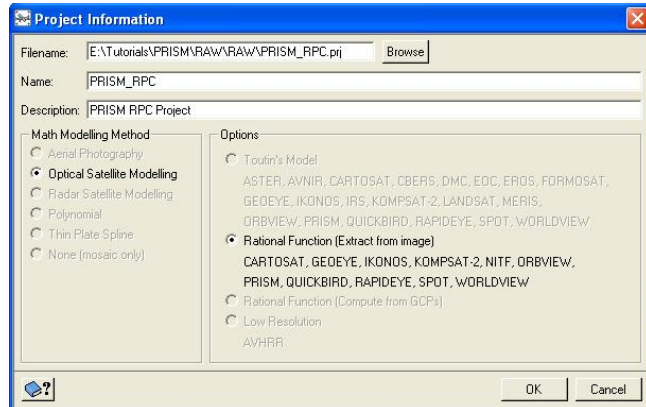 Project Information
Filename: E:\Tutorials\PRISM\RAW\RAW\PRISM_RPC.prj Browse
Name: PRISM_RPC
Description: PRISM RPC Project
Math Modelling Method
Aerial Photography
Optical Satellite Modelling
Radar Satellite Modelling
Polynomial
Thin Plate Spline
None (mosaic only)
Options
Toutin's Model
ASTER, AVNIR, CARTOSAT, CBERS, DMC, EOC, EROS, FORMOSAT,
GEOEYE, IKONOS, IRS, KOMPSAT-2, LANDSAT, MERIS,
ORBVIEW, PRISM, QUICKBIRD, RAPIDEYE, SPOT, WORLDVIEW
Rational Function (Extract from image)
CARTOSAT, GEOEYE, IKONOS, KOMPSAT-2, NITF, ORBVIEW,
PRISM, QUICKBIRD, RAPIDEYE, SPOT, WORLDVIEW
Rational Function (Compute from GCPs)
Low Resolution
AVHRR
?
OK Cancel